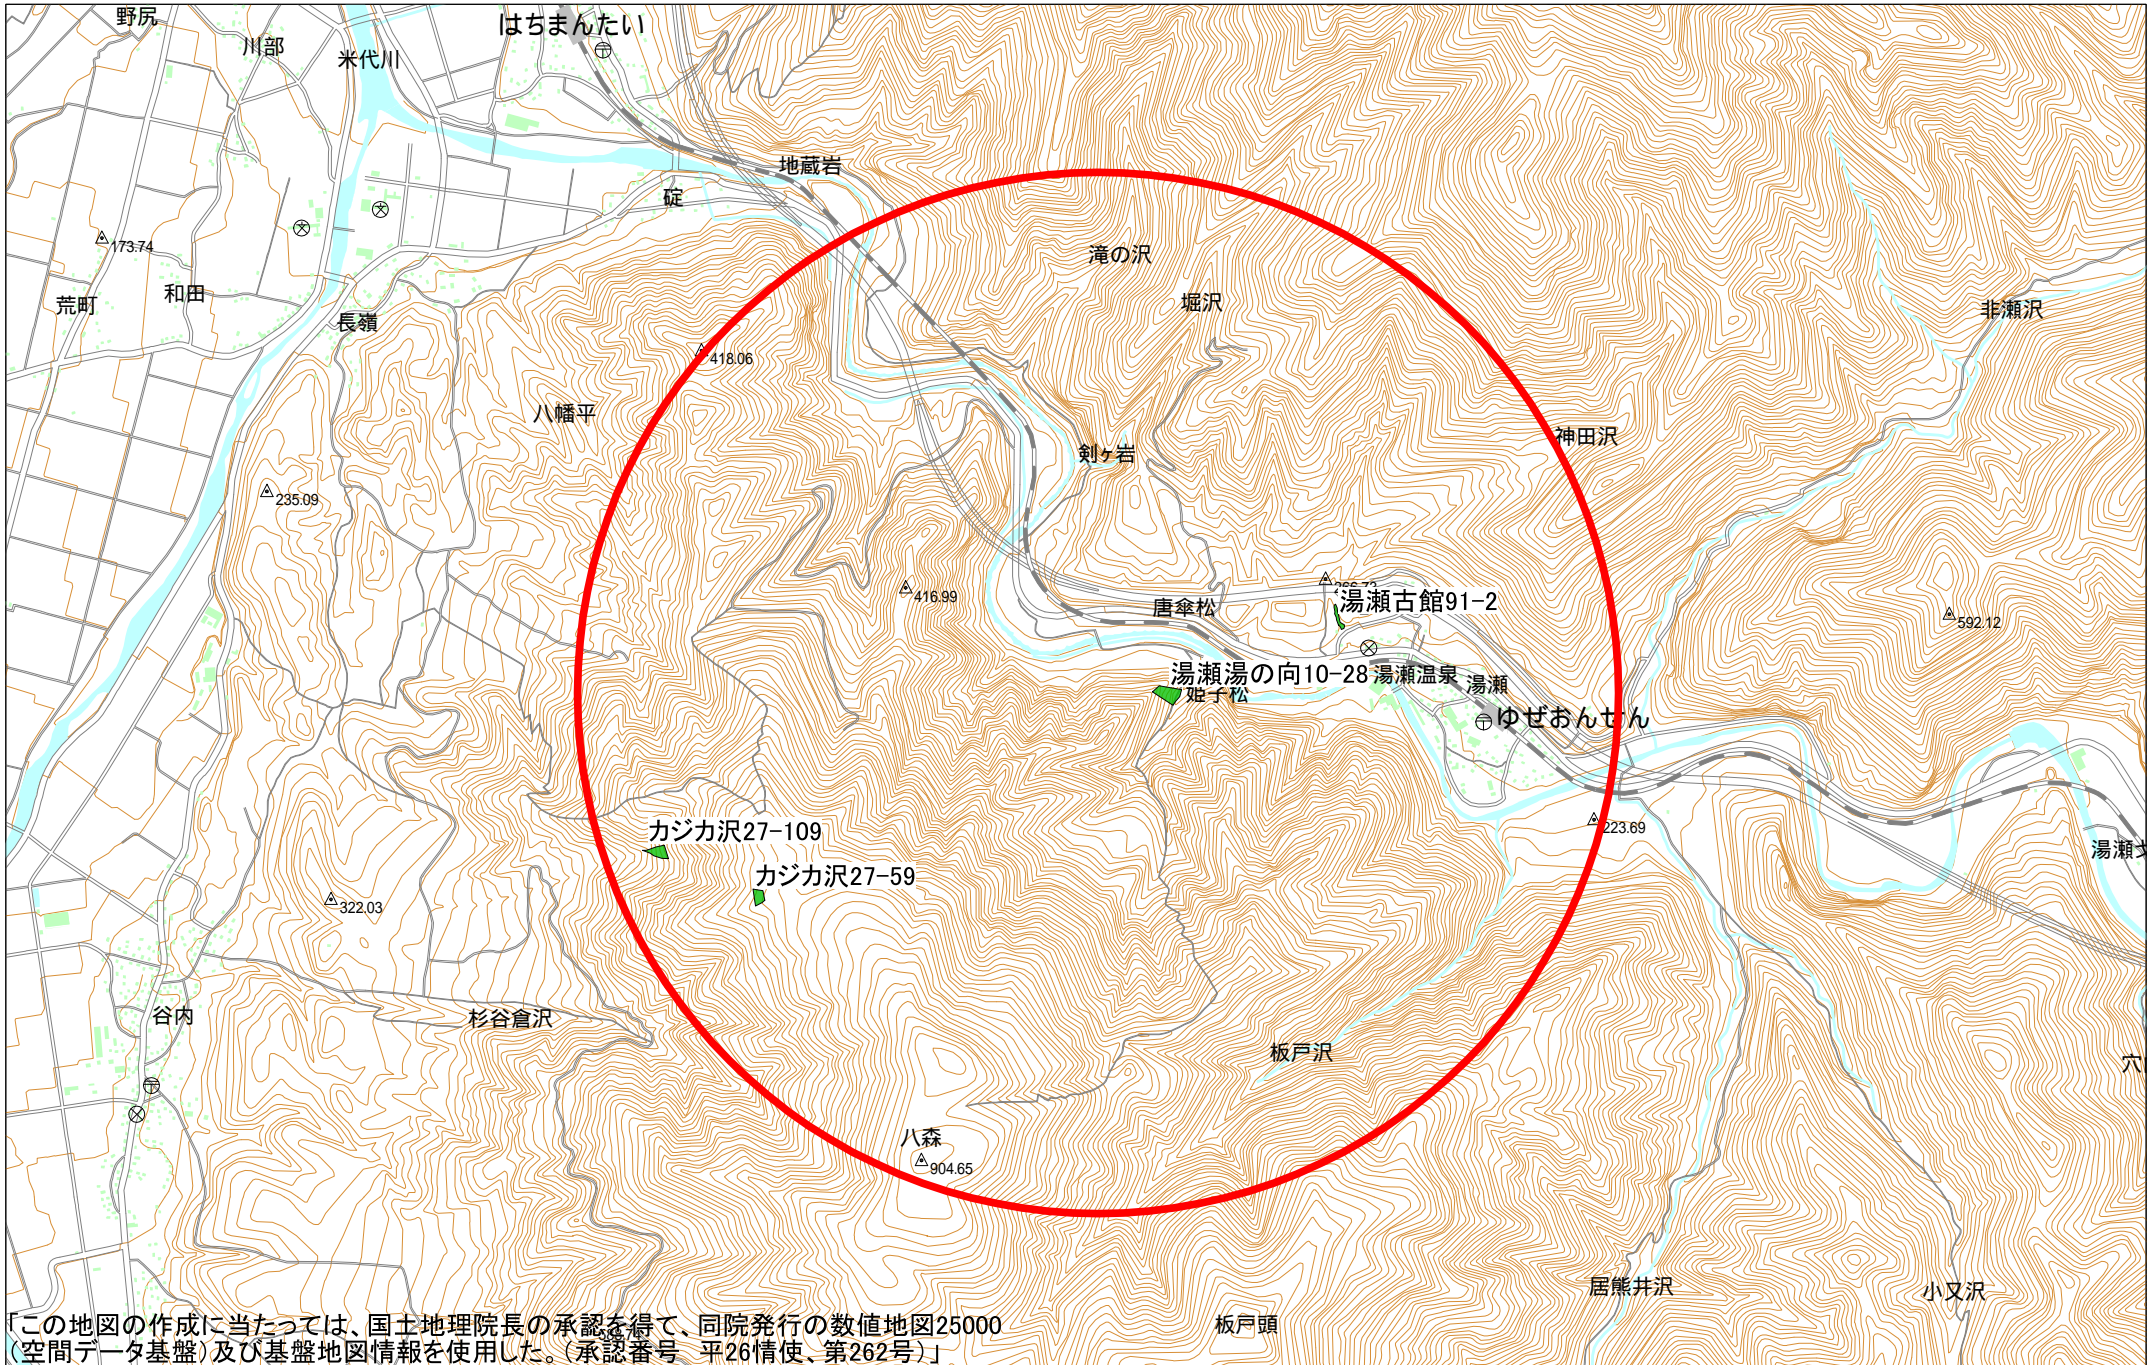 野尻
川部
米代川
はちまんたい
地蔵岩
碇
173.74
荒町
和田
長嶺
滝の沢
堀沢
非瀬沢
418.06
八幡平
剣ヶ岩
神田沢
235.09
416.99
唐傘松
湯瀬古館91-2
592.12
湯瀬湯の向10-28
湯瀬温泉
湯瀬
姫子松
ゆぜおんせん
カジカ沢27-109
223.69
湯瀬
カジカ沢27-59
322.03
谷内
杉谷倉沢
板戸沢
穴
八森
904.65
居熊井沢
小又沢
板戸頭
「この地図の作成に当たっては、国土地理院長の承認を得て、同院発行の数値地図25000
(空間データ基盤)及び基盤地図情報を使用した。(承認番号 平26情使、第262号)」